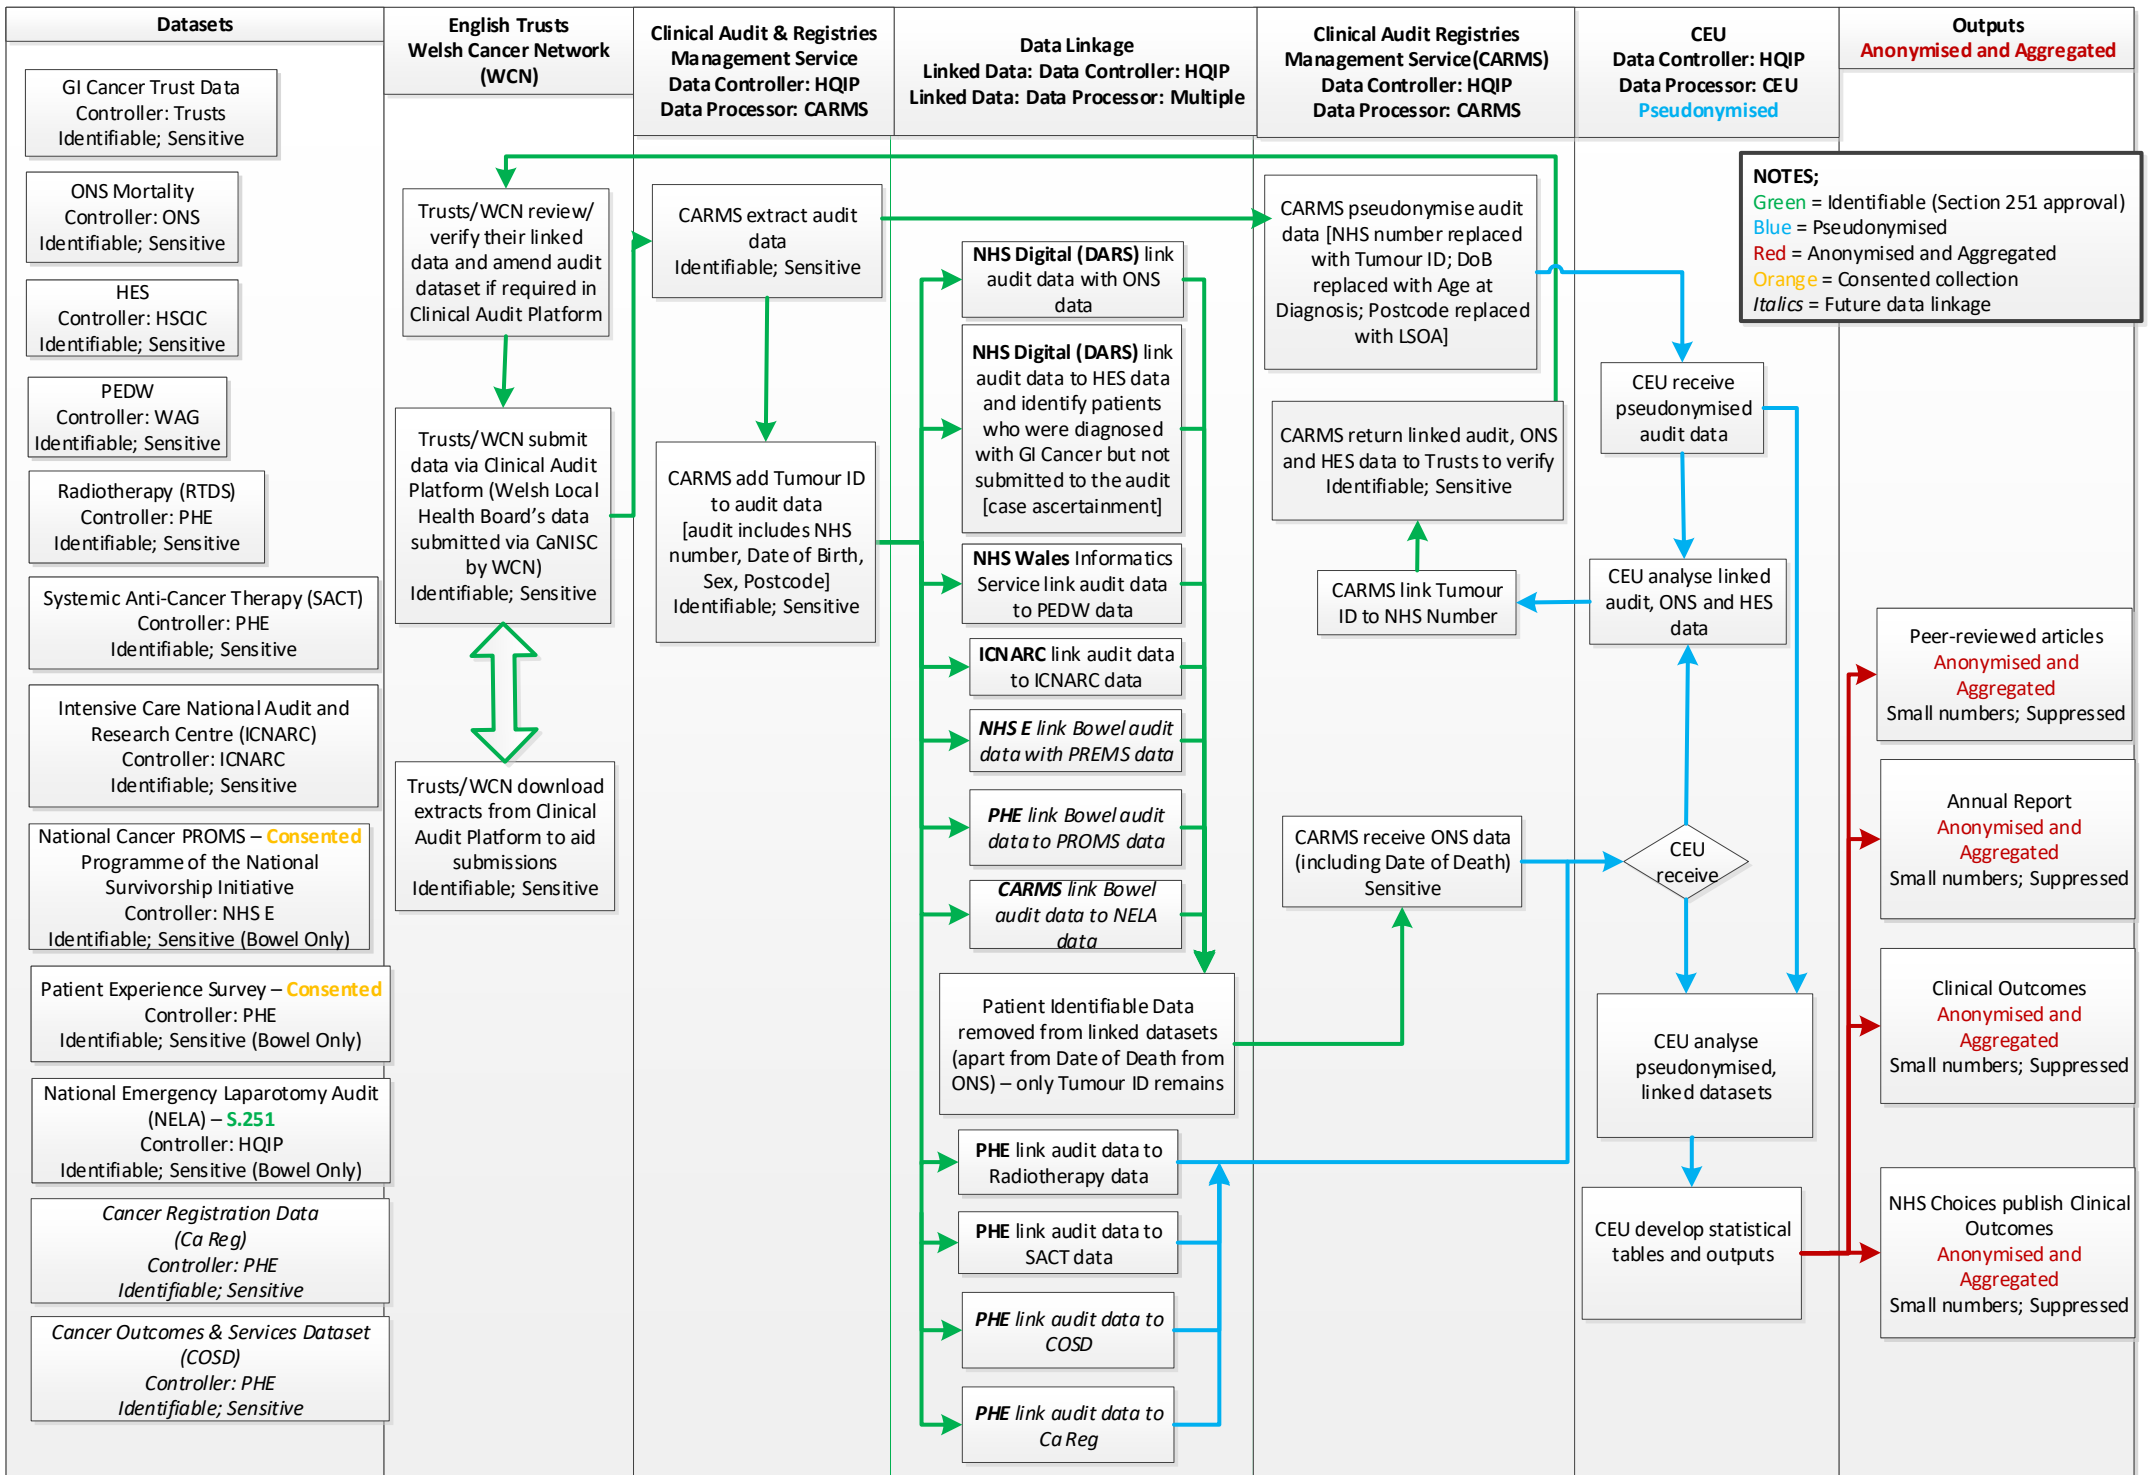 Datasets
English Trusts
Welsh Cancer Network
(WCN)
Clinical Audit & Registries
Management Service
Data Controller: HQIP
Data Processor: CARMS
Data Linkage
Linked Data: Data Controller: HQIP
Linked Data: Data Processor: Multiple
Clinical Audit Registries
Management Service(CARMS)
Data Controller: HQIP
Data Processor: CARMS
CEU
Data Controller: HQIP
Data Processor: CEU
Pseudonymised
Outputs
Anonymised and Aggregated
GI Cancer Trust Data
Controller: Trusts
Identifiable; Sensitive
ONS Mortality
Controller: ONS
Identifiable; Sensitive
HES
Controller: HSCIC
Identifiable; Sensitive
PEDW
Controller: WAG
Identifiable; Sensitive
Radiotherapy (RTDS)
Controller: PHE
Identifiable; Sensitive
Systemic Anti-Cancer Therapy (SACT)
Controller: PHE
Identifiable; Sensitive
Intensive Care National Audit and
Research Centre (ICNARC)
Controller: ICNARC
Identifiable; Sensitive
National Cancer PROMS – Consented
Programme of the National
Survivorship Initiative
Controller: NHS E
Identifiable; Sensitive (Bowel Only)
Patient Experience Survey – Consented
Controller: PHE
Identifiable; Sensitive (Bowel Only)
National Emergency Laparotomy Audit
(NELA) – S.251
Controller: HQIP
Identifiable; Sensitive (Bowel Only)
Cancer Registration Data
(Ca Reg)
Controller: PHE
Identifiable; Sensitive
Cancer Outcomes & Services Dataset
(COSD)
Controller: PHE
Identifiable; Sensitive
Trusts/WCN review/
verify their linked
data and amend audit
dataset if required in
Clinical Audit Platform
Trusts/WCN submit
data via Clinical Audit
Platform (Welsh Local
Health Board's data
submitted via CaNISC
by WCN)
Identifiable; Sensitive
Trusts/WCN download
extracts from Clinical
Audit Platform to aid
submissions
Identifiable; Sensitive
CARMS extract audit
data
Identifiable; Sensitive
CARMS add Tumour ID
to audit data
[audit includes NHS
number, Date of Birth,
Sex, Postcode]
Identifiable; Sensitive
NHS Digital (DARS) link
audit data with ONS
data
NHS Digital (DARS) link
audit data to HES data
and identify patients
who were diagnosed
with GI Cancer but not
submitted to the audit
[case ascertainment]
NHS Wales Informatics
Service link audit data
to PEDW data
ICNARC link audit data
to ICNARC data
NHS E link Bowel audit
data with PREMS data
PHE link Bowel audit
data to PROMS data
CARMS link Bowel
audit data to NELA
data
Patient Identifiable Data
removed from linked datasets
(apart from Date of Death from
ONS) – only Tumour ID remains
PHE link audit data to
Radiotherapy data
PHE link audit data to
SACT data
PHE link audit data to
COSD
PHE link audit data to
Ca Reg
CARMS pseudonymise audit
data [NHS number replaced
with Tumour ID; DoB
replaced with Age at
Diagnosis; Postcode replaced
with LSOA]
CARMS return linked audit, ONS
and HES data to Trusts to verify
Identifiable; Sensitive
CARMS link Tumour
ID to NHS Number
CARMS receive ONS data
(including Date of Death)
Sensitive
CEU receive
pseudonymised
audit data
CEU analyse linked
audit, ONS and HES
data
CEU
receive
CEU analyse
pseudonymised,
linked datasets
CEU develop statistical
tables and outputs
NOTES;
Green = Identifiable (Section 251 approval)
Blue = Pseudonymised
Red = Anonymised and Aggregated
Orange = Consented collection
Italics = Future data linkage
Peer-reviewed articles
Anonymised and
Aggregated
Small numbers; Suppressed
Annual Report
Anonymised and
Aggregated
Small numbers; Suppressed
Clinical Outcomes
Anonymised and
Aggregated
Small numbers; Suppressed
NHS Choices publish Clinical
Outcomes
Anonymised and
Aggregated
Small numbers; Suppressed